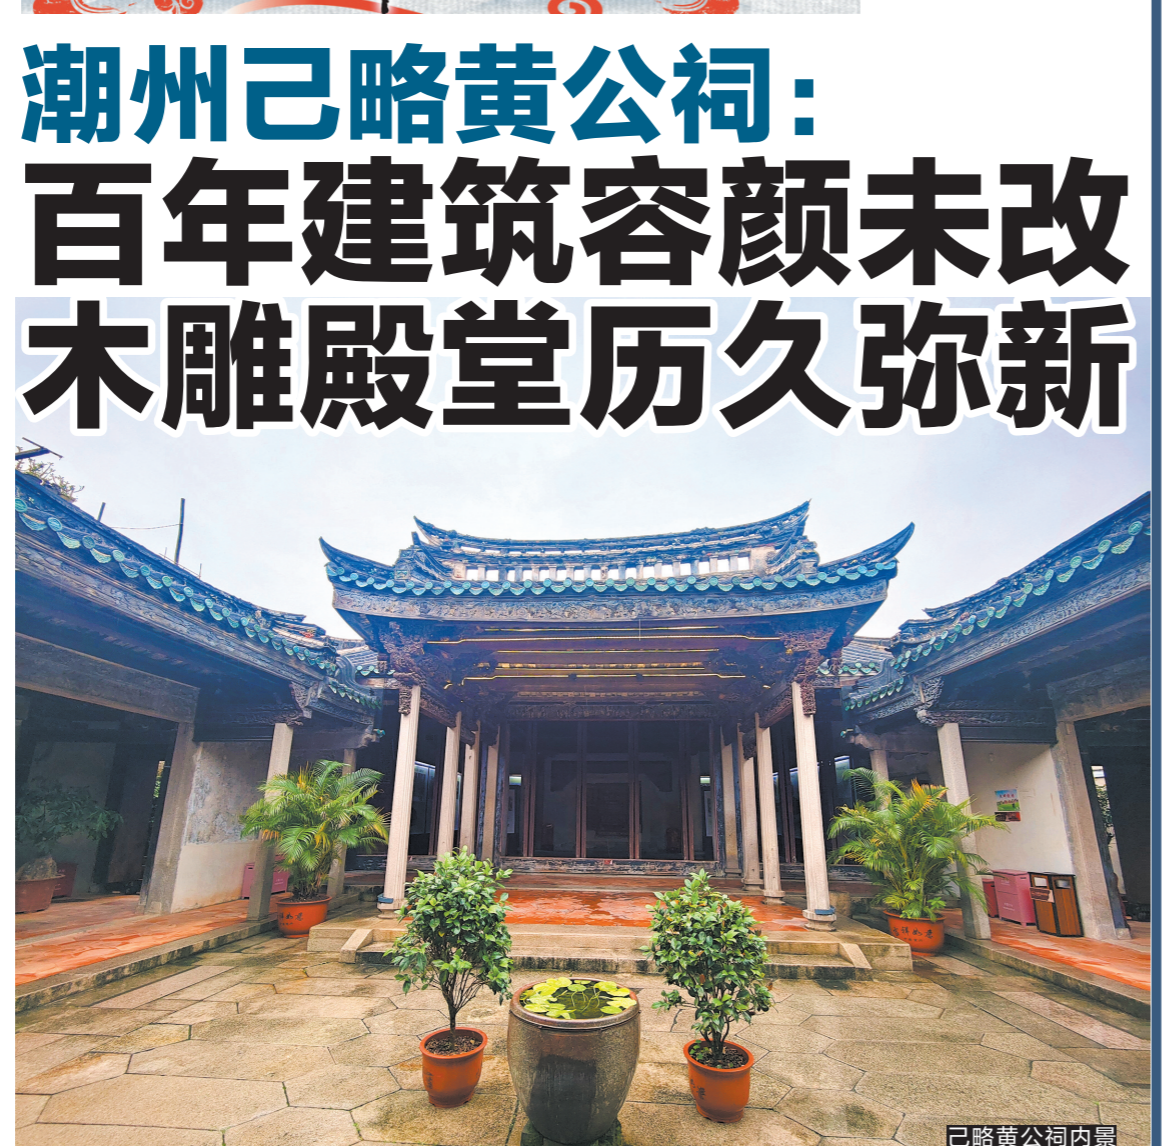 潮州己略黄公祠：
百年建筑容颜未改
木雕殿堂历久弥新
己略黄公祠内景